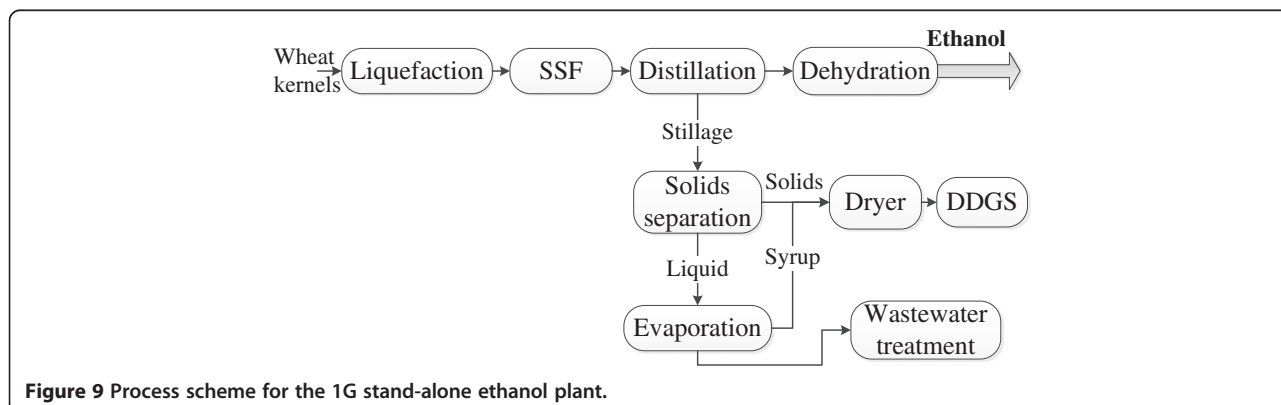 Ethanol
Wheat
kernels
Liquefaction
SSF
Distillation
Dehydration
Stillage
Solids
separation
Solids
Dryer
DDGS
Liquid
Syrup
Evaporation
Wastewater
treatment
Figure 9 Process scheme for the 1G stand-alone ethanol plant.